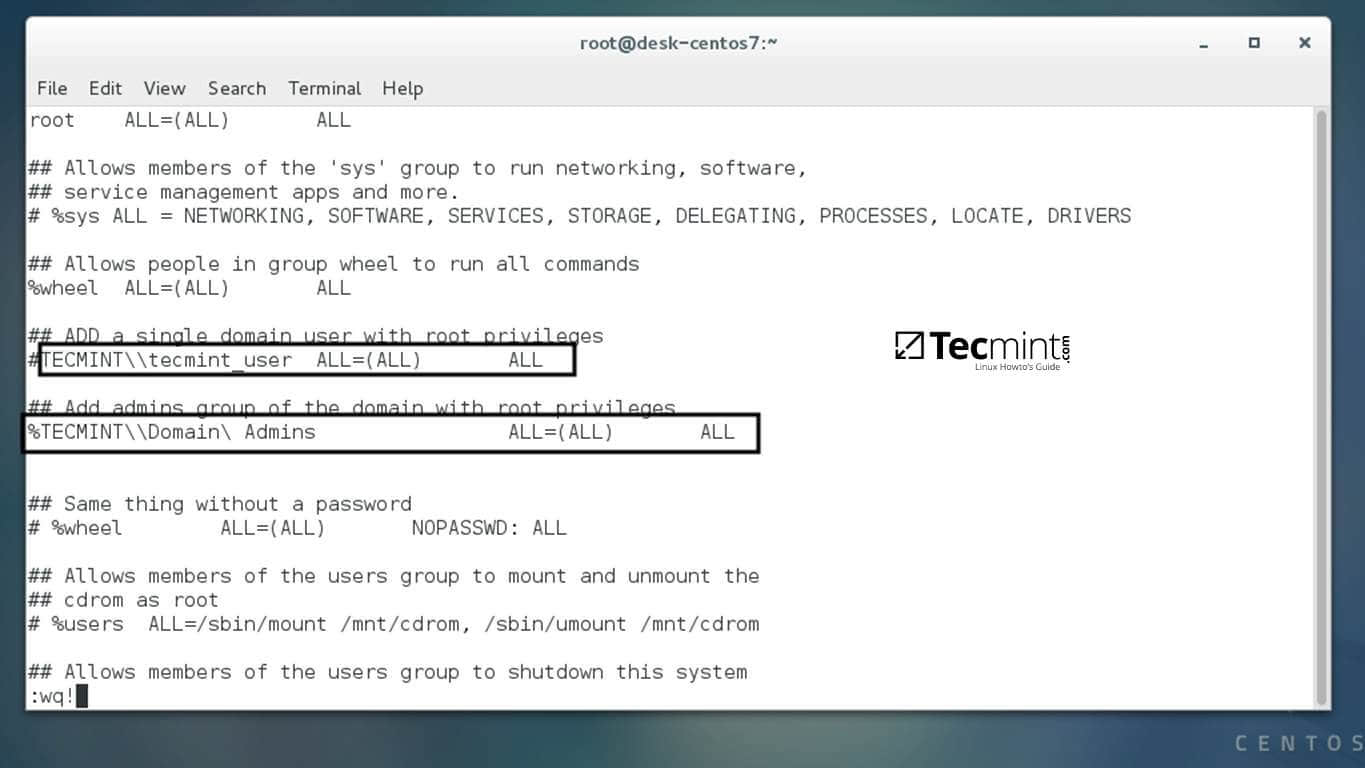 root@desk-centos7:~
File Edit View Search Terminal Help
root ALL=(ALL) ALL
## Allows members of the 'sys' group to run networking, software,
## service management apps and more.
# %sys ALL = NETWORKING, SOFTWARE, SERVICES, STORAGE, DELEGATING, PROCESSES, LOCATE, DRIVERS
## Allows people in group wheel to run all commands
%wheel ALL=(ALL) ALL
## ADD a single domain user with root privileges
#TECMINT\\tecmint_user ALL=(ALL) ALL
Tecmint.com
Linux Howto's Guide
## Add admins group of the domain with root privileges
%TECMINT\\Domain\ Admins ALL=(ALL) ALL
## Same thing without a password
# %wheel ALL=(ALL) NOPASSWD: ALL
## Allows members of the users group to mount and unmount the
## cdrom as root
# %users ALL=/sbin/mount /mnt/cdrom, /sbin/umount /mnt/cdrom
## Allows members of the users group to shutdown this system
:wq!
CENTOS